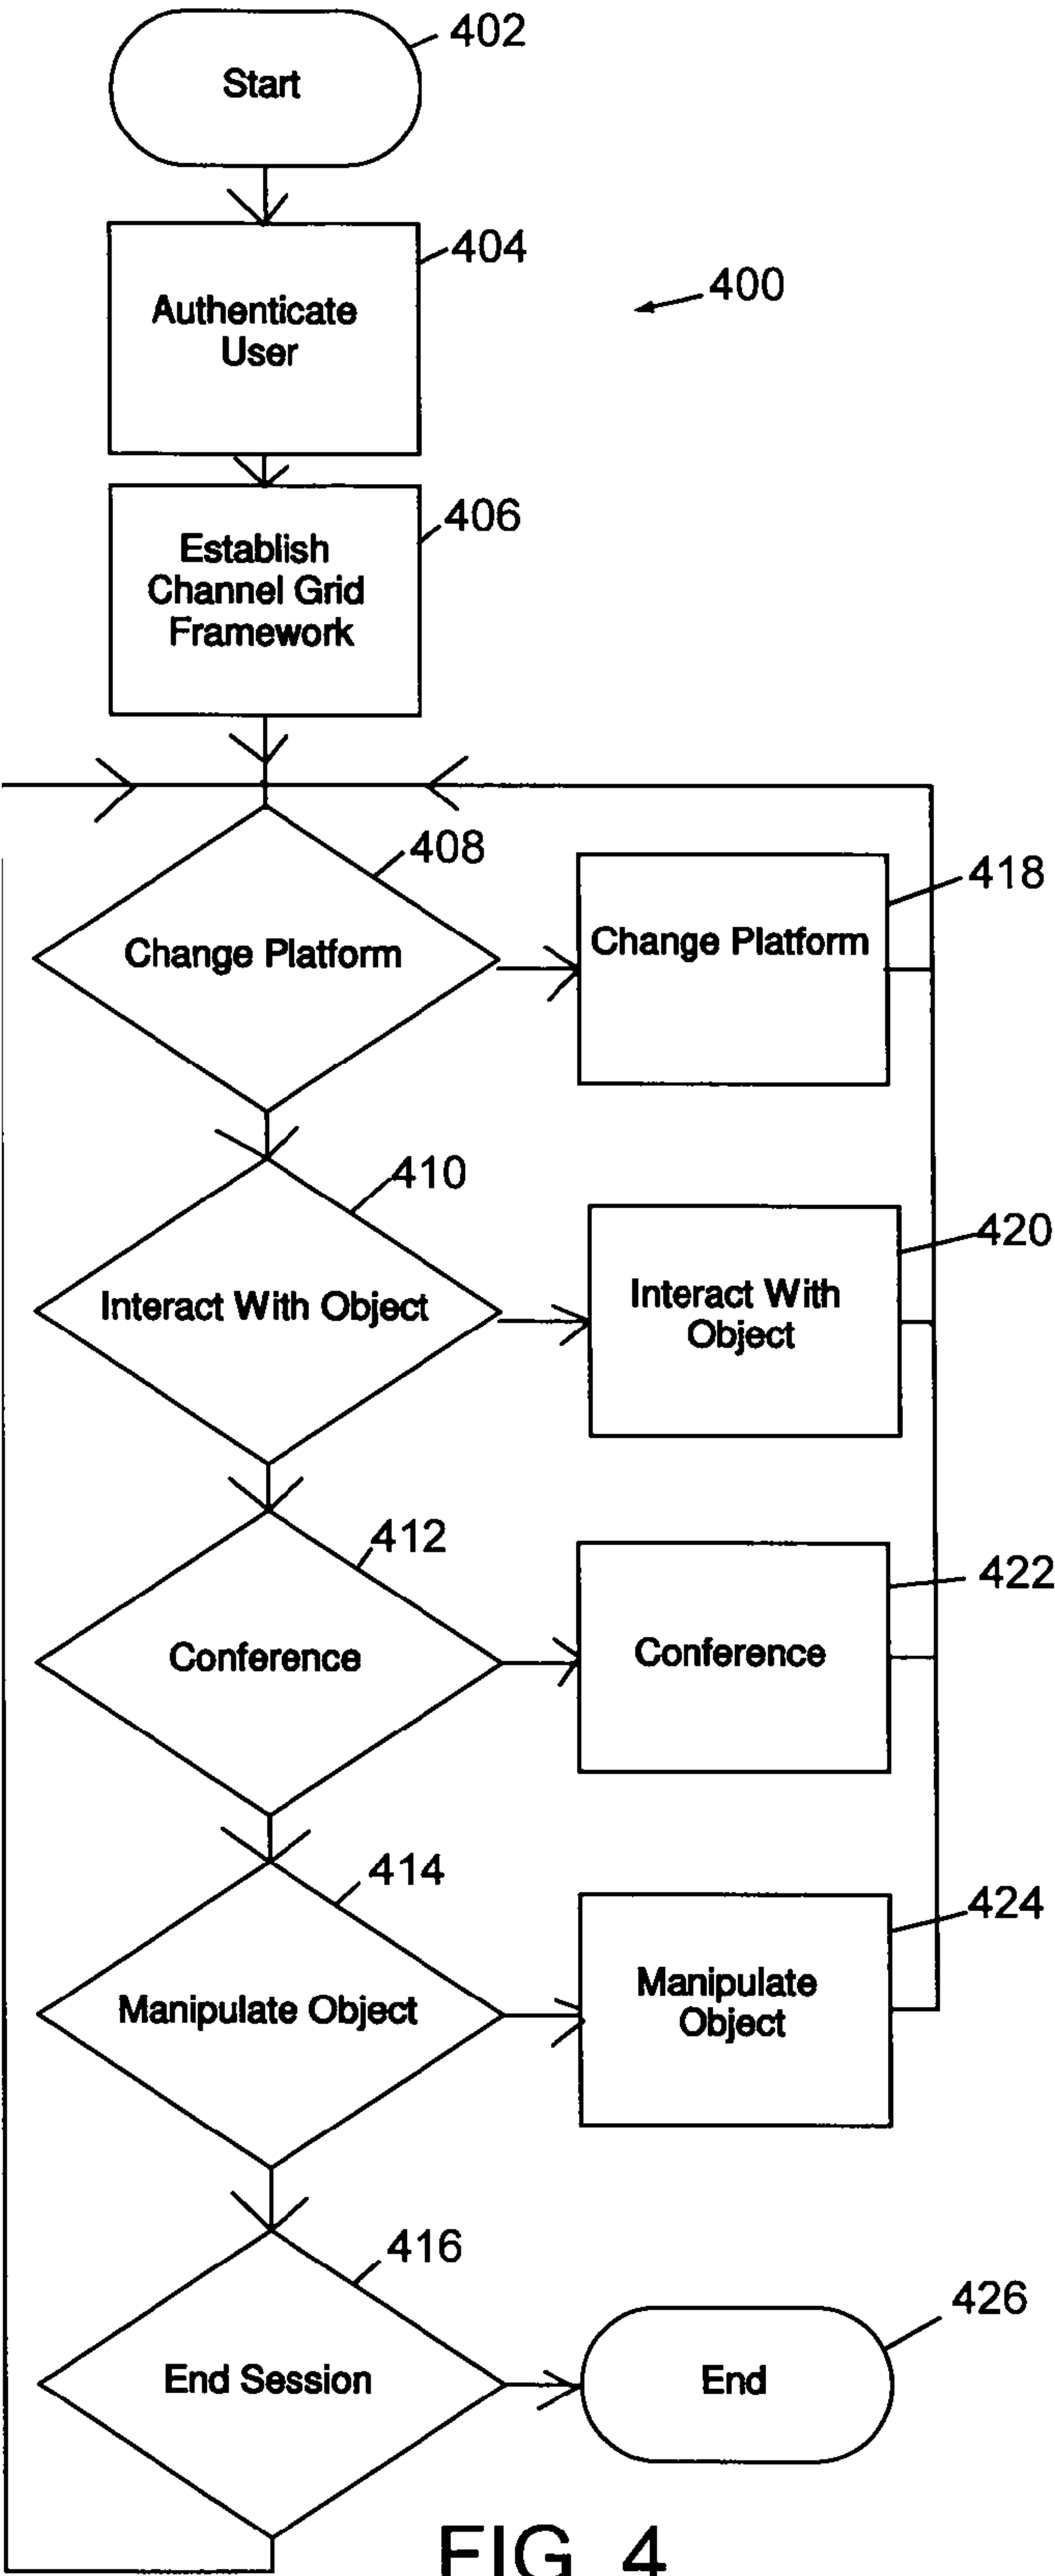 402
Start
404
400
Authenticate
User
406
Establish
Channel Grid
Framework
408
418
Change Platform
Change Platform
410
420
Interact With Object
Interact With
Object
412
422
Conference
Conference
414
424
Manipulate Object
Manipulate
Object
416
426
End Session
End
FIG. 4